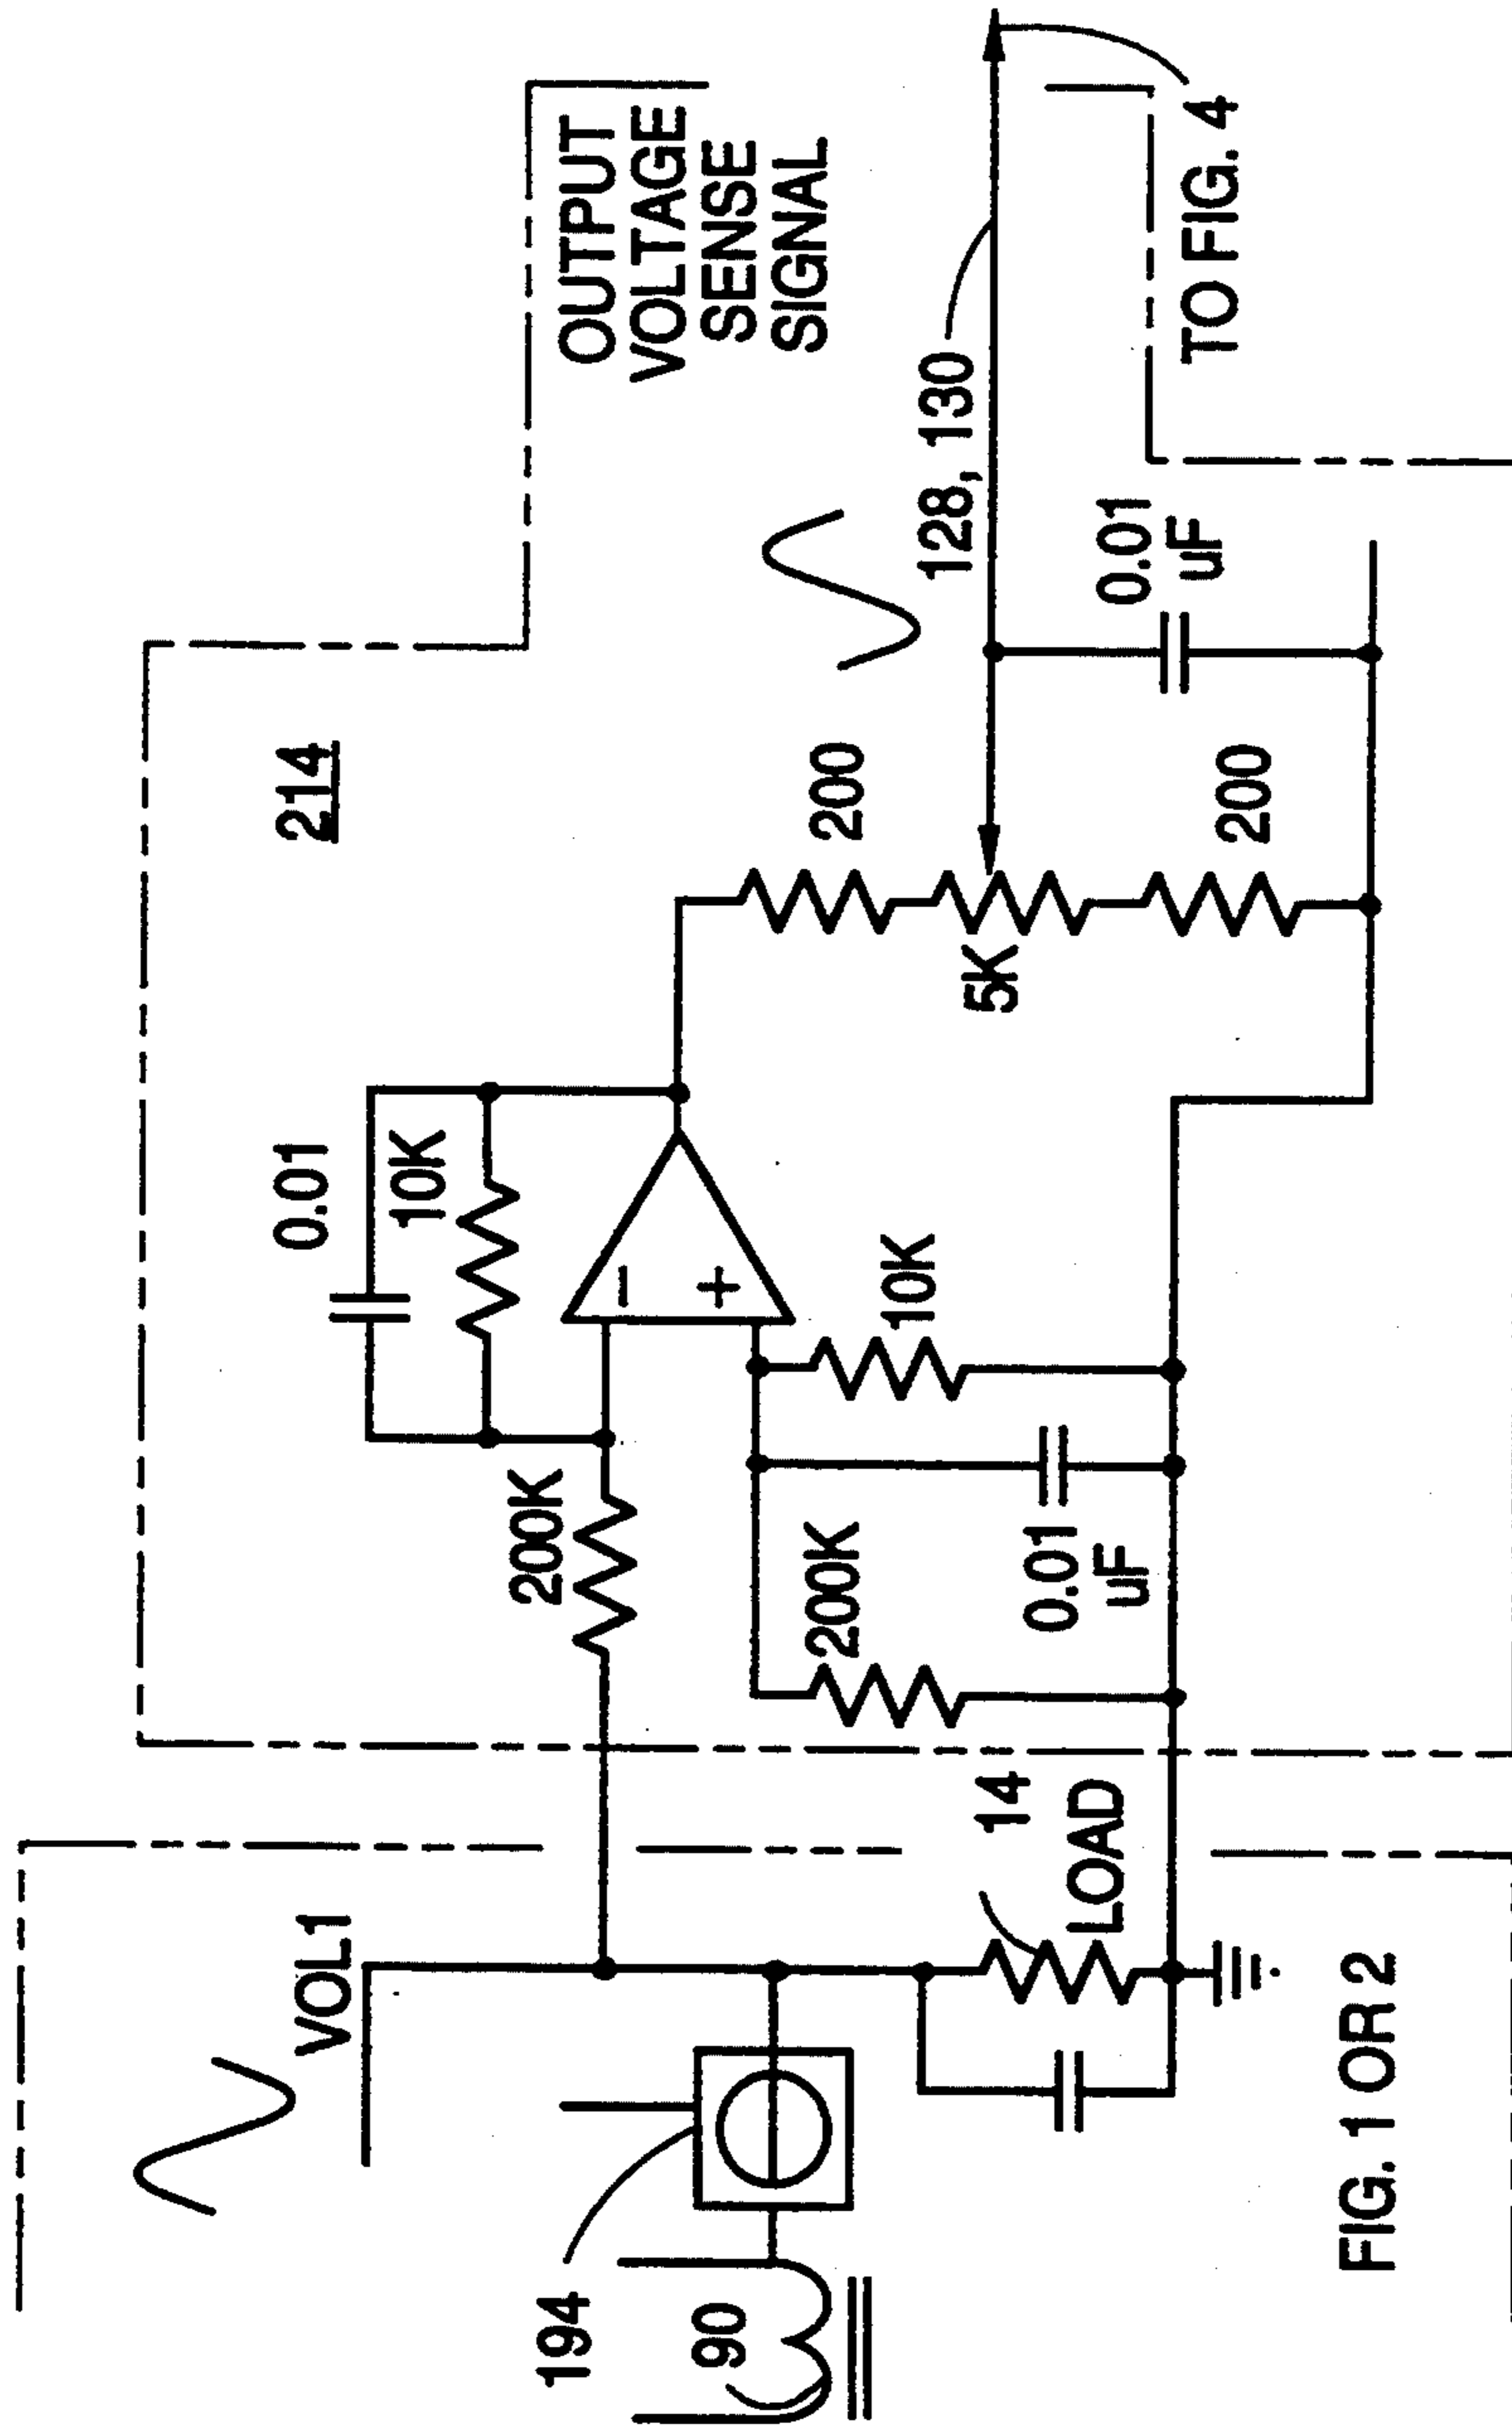 VOL1
194
90
14
LOAD
FIG. 1 OR 2
214
0.01
10K
200K
−
+
10K
200K
0.01
uF
200
5K
200
0.01
uF
128, 130
OUTPUT
VOLTAGE
SENSE
SIGNAL
TO FIG. 4